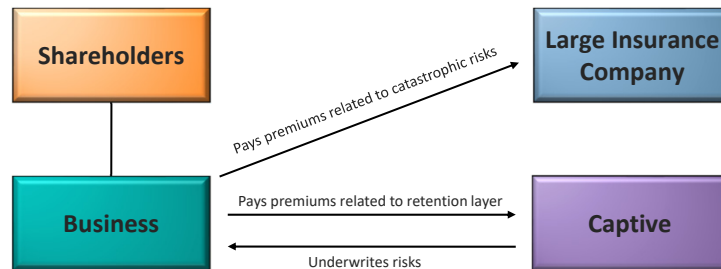 Shareholders
Large Insurance
Company
Pays premiums related to catastrophic risks
Business
Pays premiums related to retention layer
Captive
Underwrites risks